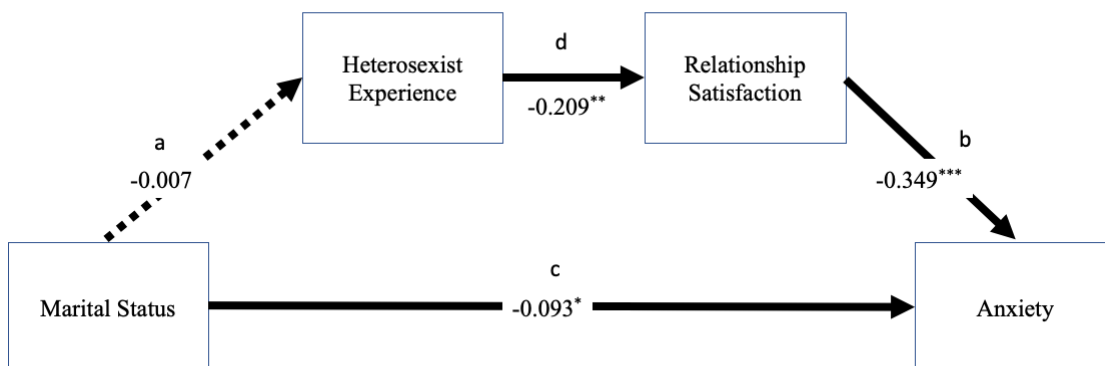 d
Heterosexist
Experience
-0.209**
Relationship
Satisfaction
a
-0.007
b
-0.349***
c
-0.093*
Marital Status
Anxiety